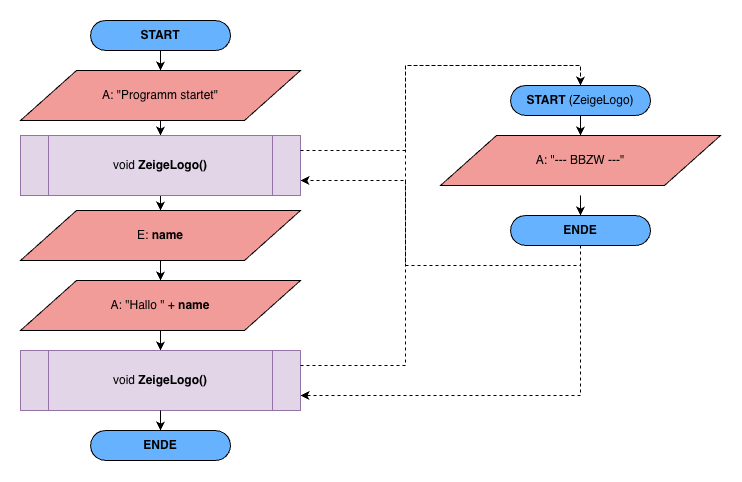 START
A: "Programm startet"
void ZeigeLogo()
E: name
A: "Hallo " + name
void ZeigeLogo()
ENDE
START (ZeigeLogo)
A: "--- BBZW ---"
ENDE